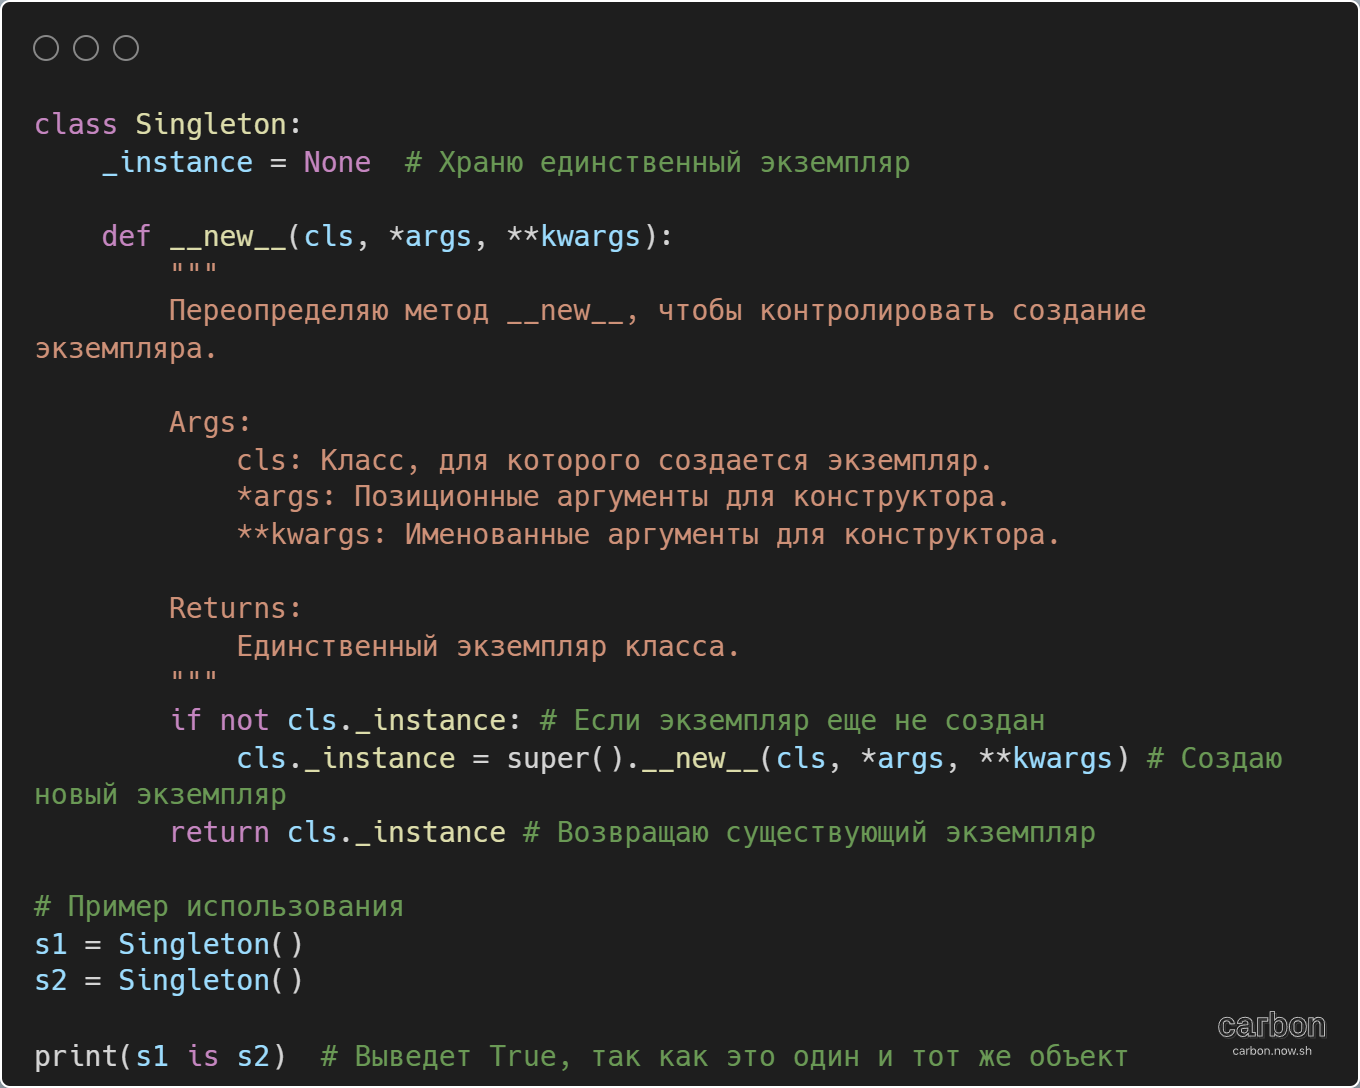 class Singleton:
    _instance = None  # Храню единственный экземпляр

    def __new__(cls, *args, **kwargs):
        """
        Переопределяю метод __new__, чтобы контролировать создание
экземпляра.

        Args:
            cls: Класс, для которого создается экземпляр.
            *args: Позиционные аргументы для конструктора.
            **kwargs: Именованные аргументы для конструктора.

        Returns:
            Единственный экземпляр класса.
        """
        if not cls._instance: # Если экземпляр еще не создан
            cls._instance = super().__new__(cls, *args, **kwargs) # Создаю
новый экземпляр
        return cls._instance # Возвращаю существующий экземпляр

# Пример использования
s1 = Singleton()
s2 = Singleton()

print(s1 is s2)  # Выведет True, так как это один и тот же объект
carbon
carbon.now.sh